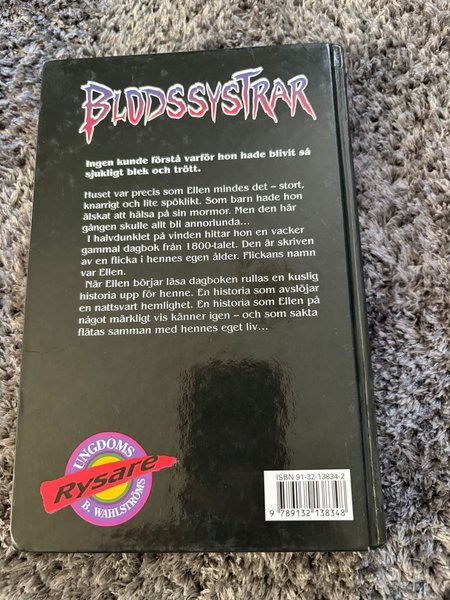 BLODSSYSTRAR
Ingen kunde förstå varför hon hade blivit så
sjukligt blek och trött.
Huset var precis som Ellen mindes det – stort,
knarrigt och lite spöklikt. Som barn hade hon
älskat att hälsa på sin mormor. Men den här
gången skulle allt bli annorlunda…
I halvdunklet på vinden hittar hon en vacker
gammal dagbok från 1800-talet. Den är skriven
av en flicka i hennes egen ålder. Flickans namn
var Ellen.
När Ellen börjar läsa dagboken rullas en kuslig
historia upp för henne. En historia som avslöjar
en nattsvart hemlighet. En historia som Ellen på
något märkligt vis känner igen – och som sakta
flätas samman med hennes eget liv…
UNGDOMS
Rysare
B. WAHLSTRÖMS
ISBN 91-32-13834-2
9 789132 138348